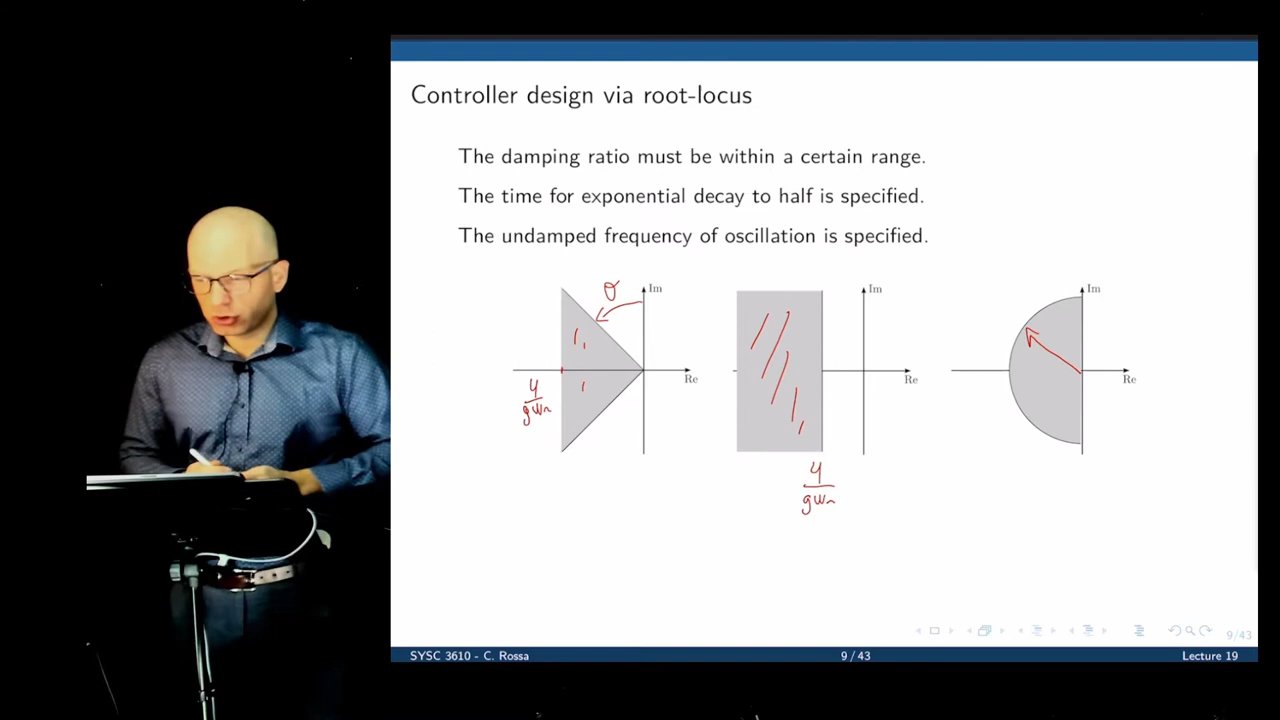 Controller design via root-locus
The damping ratio must be within a certain range.
The time for exponential decay to half is specified.
The undamped frequency of oscillation is specified.
θ
Im
Im
Im
Re
Re
Re
4
ζωn
4
ζωn
9/43
SYSC 3610 - C. Rossa
9 / 43
Lecture 19